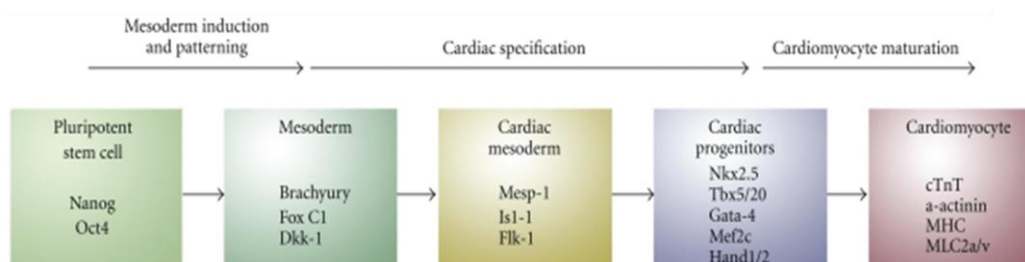 Mesoderm induction
and patterning
Cardiac specification
Cardiomyocyte maturation
Pluripotent
stem cell
Nanog
Oct4
Mesoderm
Brachyury
Fox C1
Dkk-1
Cardiac
mesoderm
Mesp-1
Is1-1
Flk-1
Cardiac
progenitors
Nkx2.5
Tbx5/20
Gata-4
Mef2c
Hand1/2
Cardiomyocyte
cTnT
a-actinin
MHC
MLC2a/v